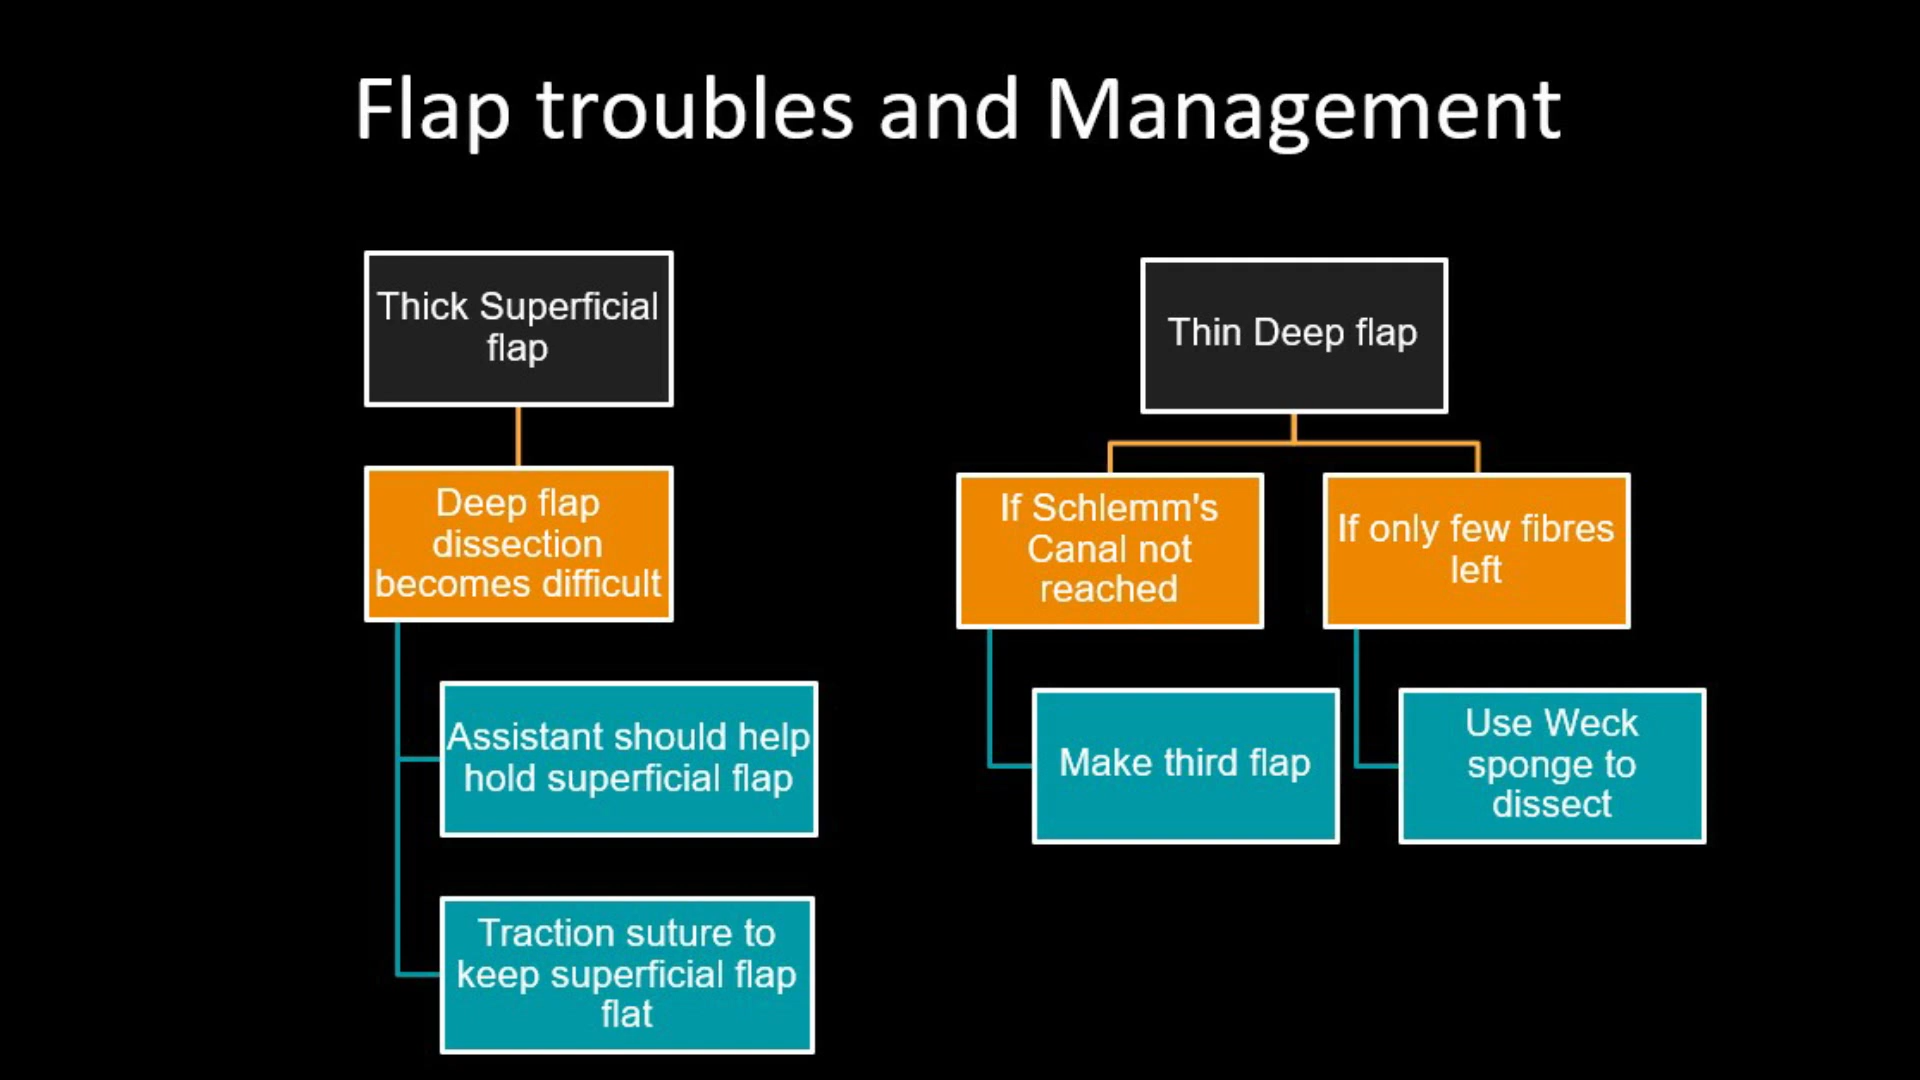 Flap troubles and Management
Thick Superficial
flap
Deep flap
dissection
becomes difficult
Assistant should help
hold superficial flap
Traction suture to
keep superficial flap
flat
Thin Deep flap
If Schlemm's
Canal not
reached
Make third flap
If only few fibres
left
Use Weck
sponge to
dissect